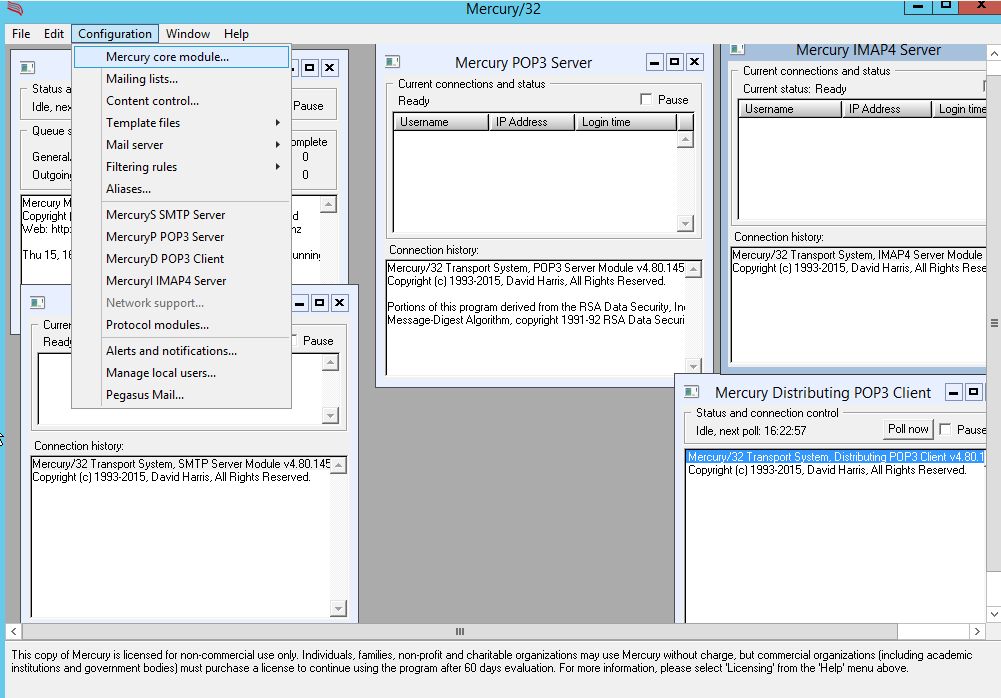 Mercury/32
File Edit Configuration Window Help
Mercury core module...
Mailing lists...
Content control...
Template files
Mail server
Filtering rules
Aliases...
MercuryS SMTP Server
MercuryP POP3 Server
MercuryD POP3 Client
MercuryI IMAP4 Server
Network support...
Protocol modules...
Alerts and notifications...
Manage local users...
Pegasus Mail...
Status a
Idle, nex
Pause
Queue s
omplete
General
0
Outgoin
0
Mercury M
Copyright
Web: http:
Thu 15, 16
unning
Mercury POP3 Server
Current connections and status
Ready
Pause
Username IP Address Login time
Connection history:
Mercury/32 Transport System, POP3 Server Module v4.80.145
Copyright (c) 1993-2015, David Harris, All Rights Reserved.
Portions of this program derived from the RSA Data Security, In
Message-Digest Algorithm, copyright 1991-92 RSA Data Securi
Mercury IMAP4 Server
Current connections and status
Current status: Ready
Username IP Address Login time
Connection history:
Mercury/32 Transport System, IMAP4 Server Module
Copyright (c) 1993-2015, David Harris, All Rights Rese
Curre
Ready
Pause
Connection history:
Mercury/32 Transport System, SMTP Server Module v4.80.145
Copyright (c) 1993-2015, David Harris, All Rights Reserved.
Mercury Distributing POP3 Client
Status and connection control
Idle, next poll: 16:22:57
Poll now
Pause
Mercury/32 Transport System, Distributing POP3 Client v4.80.1
Copyright (c) 1993-2015, David Harris, All Rights Reserved.
This copy of Mercury is licensed for non-commercial use only. Individuals, families, non-profit and charitable organizations may use Mercury without charge, but commercial organizations (including academic
institutions and government bodies) must purchase a license to continue using the program after 60 days evaluation. For more information, please select 'Licensing' from the 'Help' menu above.